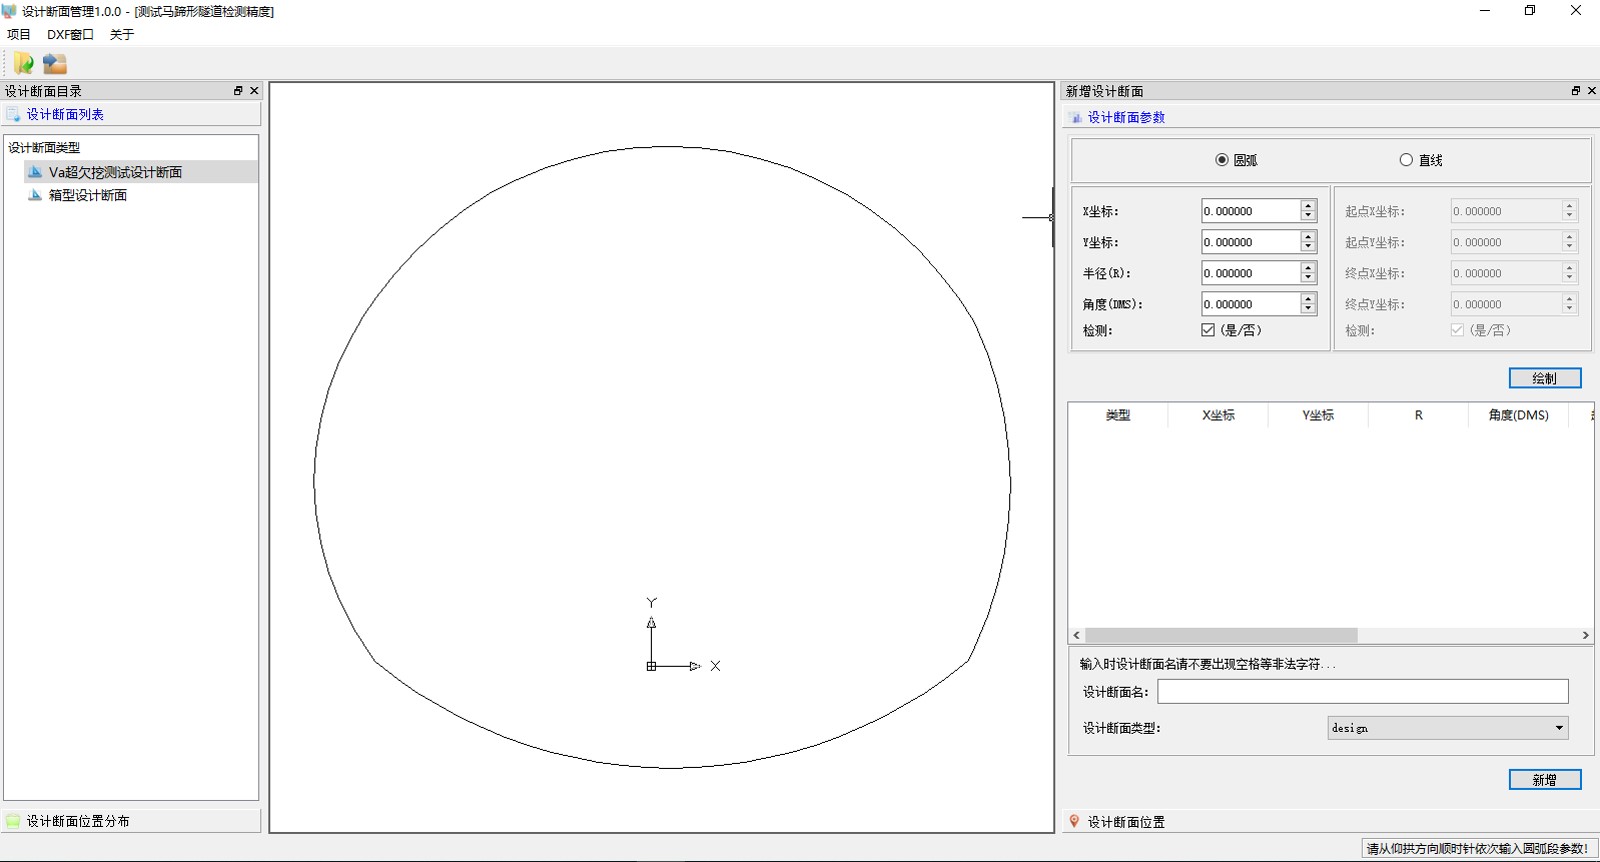 设计断面管理1.0.0 - [测试马蹄形隧道检测精度]
项目 DXF窗口 关于
设计断面目录
设计断面列表
设计断面类型
Va超欠挖测试设计断面
箱型设计断面
设计断面位置分布
Y
X
新增设计断面
设计断面参数
圆弧 直线
X坐标: 0.000000 起点X坐标: 0.000000
Y坐标: 0.000000 起点Y坐标: 0.000000
半径(R): 0.000000 终点X坐标: 0.000000
角度(DMS): 0.000000 终点Y坐标: 0.000000
检测: (是/否) 检测: (是/否)
绘制
类型 X坐标 Y坐标 R 角度(DMS)
输入时设计断面名请不要出现空格等非法字符...
设计断面名:
设计断面类型: design
新增
设计断面位置
请从仰拱方向顺时针依次输入圆弧段参数!